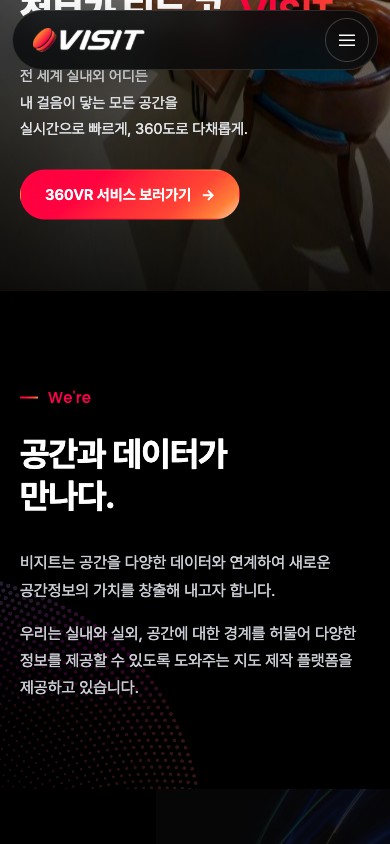 VISIT
전 세계 실내외 어디든
내 걸음이 닿는 모든 공간을
실시간으로 빠르게, 360도로 다채롭게.
360VR 서비스 보러가기 →
We're
공간과 데이터가
만나다.
비지트는 공간을 다양한 데이터와 연계하여 새로운
공간정보의 가치를 창출해 내고자 합니다.
우리는 실내와 실외, 공간에 대한 경계를 허물어 다양한
정보를 제공할 수 있도록 도와주는 지도 제작 플랫폼을
제공하고 있습니다.